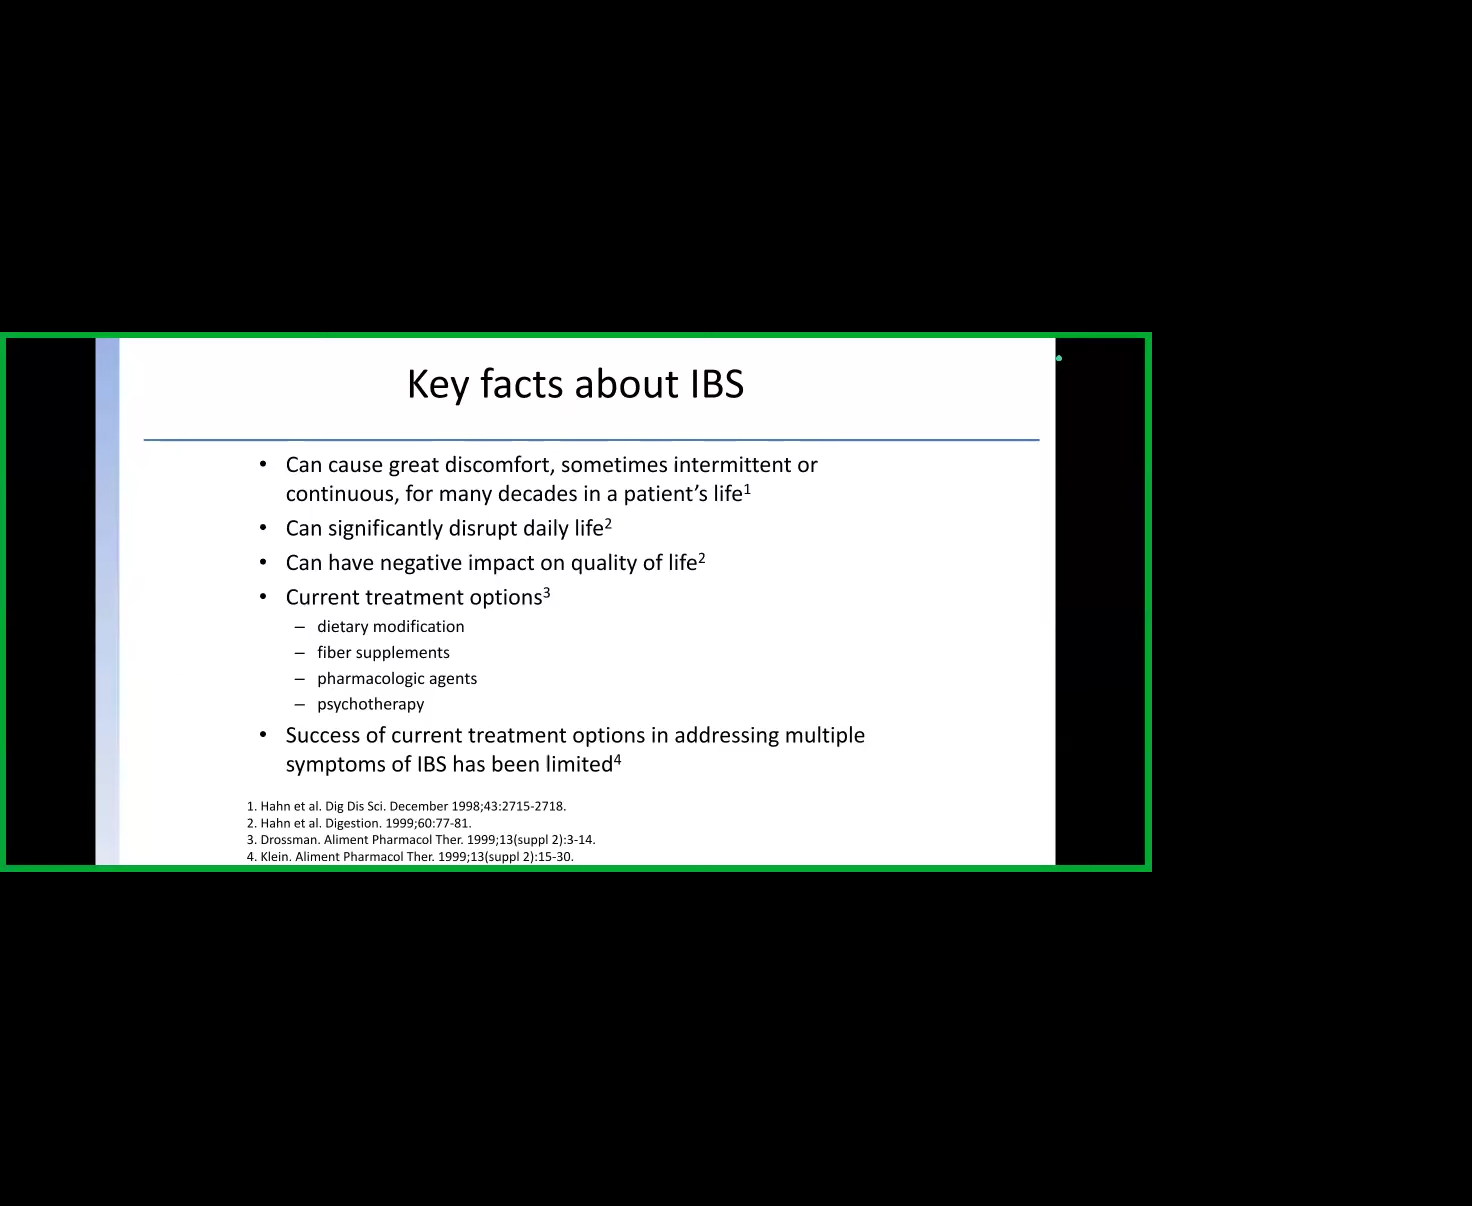 Key facts about IBS
• Can cause great discomfort, sometimes intermittent or
continuous, for many decades in a patient’s life1
• Can significantly disrupt daily life2
• Can have negative impact on quality of life2
• Current treatment options3
– dietary modification
– fiber supplements
– pharmacologic agents
– psychotherapy
• Success of current treatment options in addressing multiple
symptoms of IBS has been limited4
1. Hahn et al. Dig Dis Sci. December 1998;43:2715-2718.
2. Hahn et al. Digestion. 1999;60:77-81.
3. Drossman. Aliment Pharmacol Ther. 1999;13(suppl 2):3-14.
4. Klein. Aliment Pharmacol Ther. 1999;13(suppl 2):15-30.